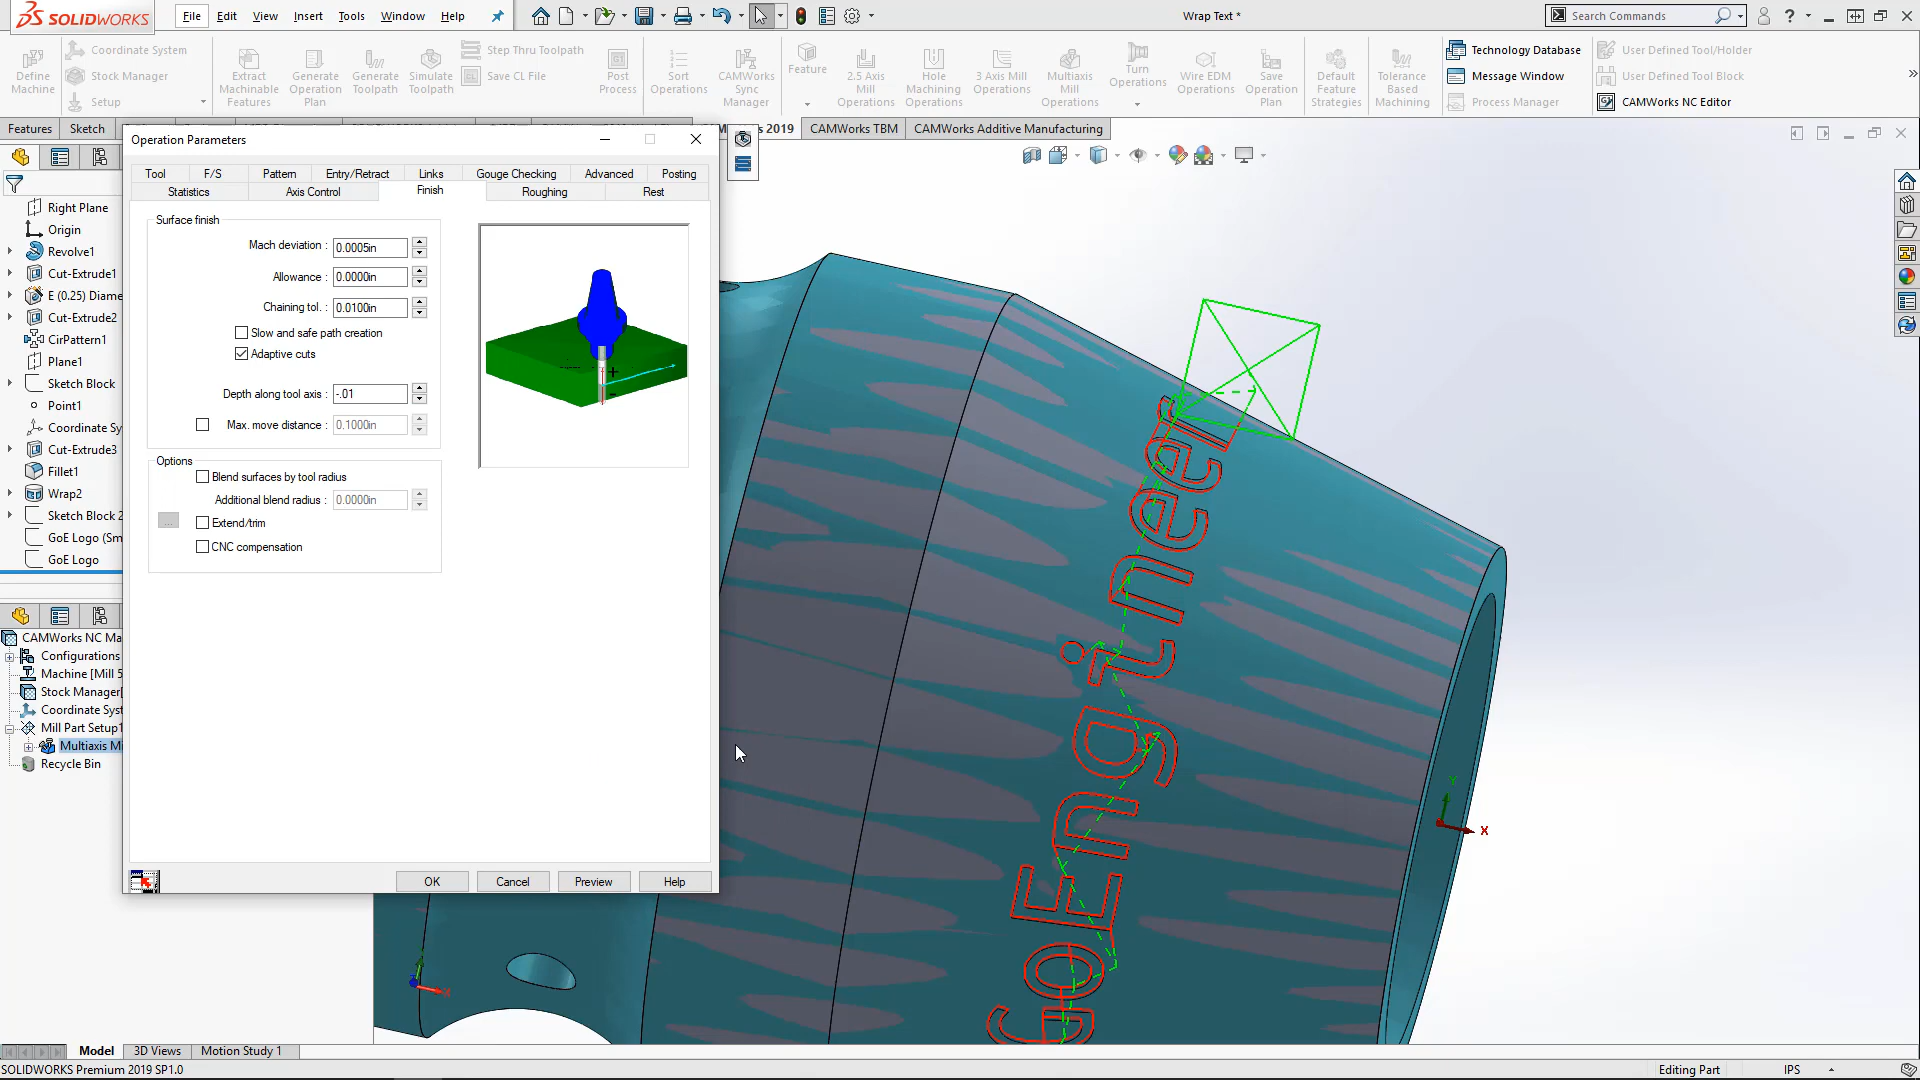 SOLIDWORKS
File Edit View Insert Tools Window Help
Wrap Text *
Search Commands
Define Machine
Coordinate System
Stock Manager
Setup
Extract Machinable Features
Generate Operation Plan
Generate Toolpath
Simulate Toolpath
Step Thru Toolpath
Save CL File
Post Process
Sort Operations
CAMWorks Sync Manager
Feature
2.5 Axis Mill Operations
Hole Machining Operations
3 Axis Mill Operations
Multiaxis Mill Operations
Turn Operations
Wire EDM Operations
Save Operation Plan
Default Feature Strategies
Tolerance Based Machining
Technology Database
Message Window
Process Manager
User Defined Tool/Holder
User Defined Tool Block
CAMWorks NC Editor
Features Sketch
2019 CAMWorks TBM CAMWorks Additive Manufacturing
Operation Parameters
Tool F/S Pattern Entry/Retract Links Gouge Checking Advanced Posting
Statistics Axis Control Finish Roughing Rest
Surface finish
Mach deviation : 0.0005in
Allowance : 0.0000in
Chaining tol. : 0.0100in
Slow and safe path creation
Adaptive cuts
Depth along tool axis : -.01
Max. move distance : 0.1000in
Options
Blend surfaces by tool radius
Additional blend radius : 0.0000in
...
Extend/trim
CNC compensation
OK Cancel Preview Help
Right Plane
Origin
Revolve1
Cut-Extrude1
E (0.25) Diame
Cut-Extrude2
CirPattern1
Plane1
Sketch Block
Point1
Coordinate Sy
Cut-Extrude3
Fillet1
Wrap2
Sketch Block 2
GoE Logo (Sm
GoE Logo
CAMWorks NC Ma
Configurations
Machine [Mill 5
Stock Manager[
Coordinate Syst
Mill Part Setup1
Multiaxis Mi
Recycle Bin
GoEngineer
Y
X
Model 3D Views Motion Study 1
SOLIDWORKS Premium 2019 SP1.0
Editing Part
IPS